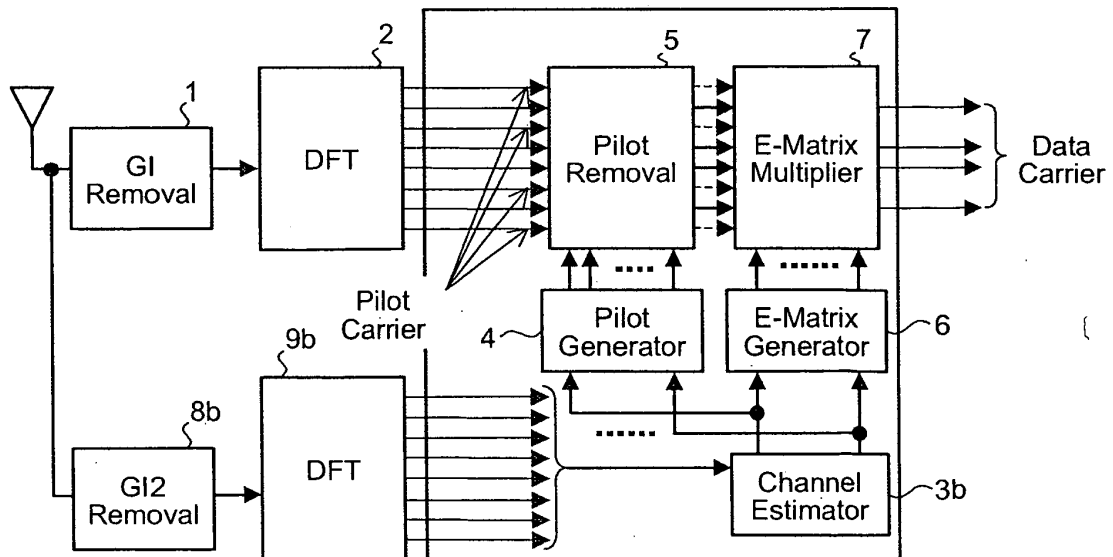 2
5
7
1
GI
Removal
DFT
Pilot
Removal
E-Matrix
Multiplier
Data
Carrier
Pilot
Carrier
4
Pilot
Generator
E-Matrix
Generator
6
9b
8b
GI2
Removal
DFT
Channel
Estimator
3b